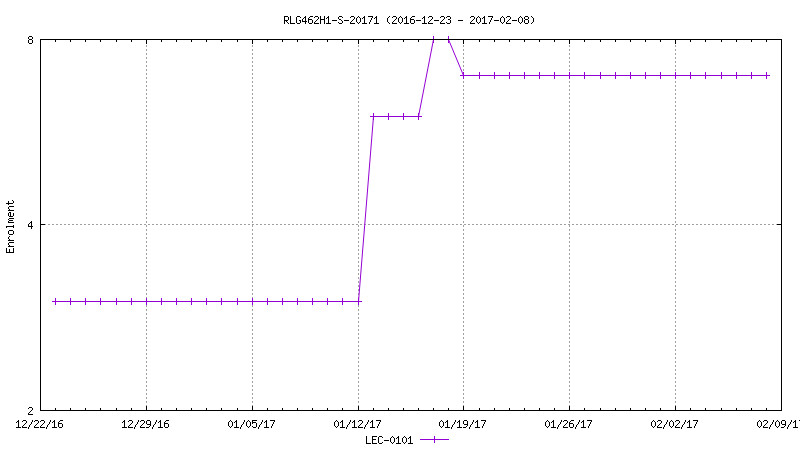 RLG462H1-S-20171 (2016-12-23 - 2017-02-08)
8
4
2
Enrolment
12/22/16 12/29/16 01/05/17 01/12/17 01/19/17 01/26/17 02/02/17 02/09/1
LEC-0101